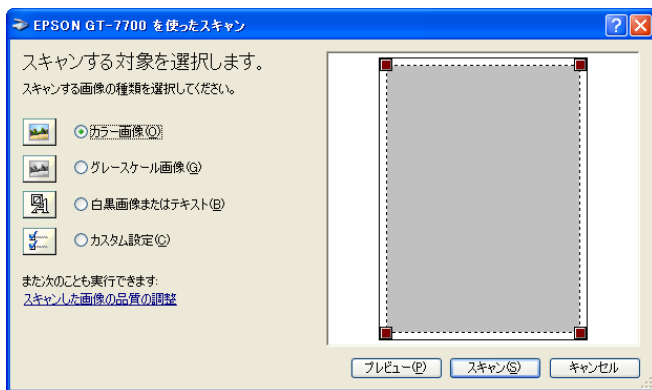 EPSON GT-7700 を使ったスキャン
スキャンする対象を選択します。
スキャンする画像の種類を選択してください。
カラー画像(O)
グレースケール画像(G)
白黒画像またはテキスト(B)
カスタム設定(C)
また次のことも実行できます:
スキャンした画像の品質の調整
プレビュー(P) スキャン(S) キャンセル